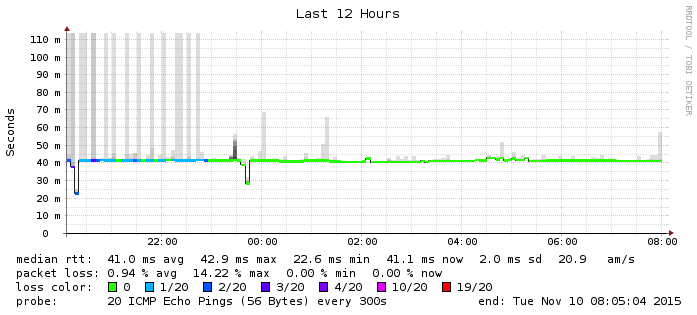 Last 12 Hours
RRDTOOL / TOBI OETIKER
Seconds
110 m
100 m
90 m
80 m
70 m
60 m
50 m
40 m
30 m
20 m
10 m
0
22:00 00:00 02:00 04:00 06:00 08:00
median rtt: 41.0 ms avg 42.9 ms max 22.6 ms min 41.1 ms now 2.0 ms sd 20.9 am/s
packet loss: 0.94 % avg 14.22 % max 0.00 % min 0.00 % now
loss color: 0 1/20 2/20 3/20 4/20 10/20 19/20
probe: 20 ICMP Echo Pings (56 Bytes) every 300s end: Tue Nov 10 08:05:04 2015